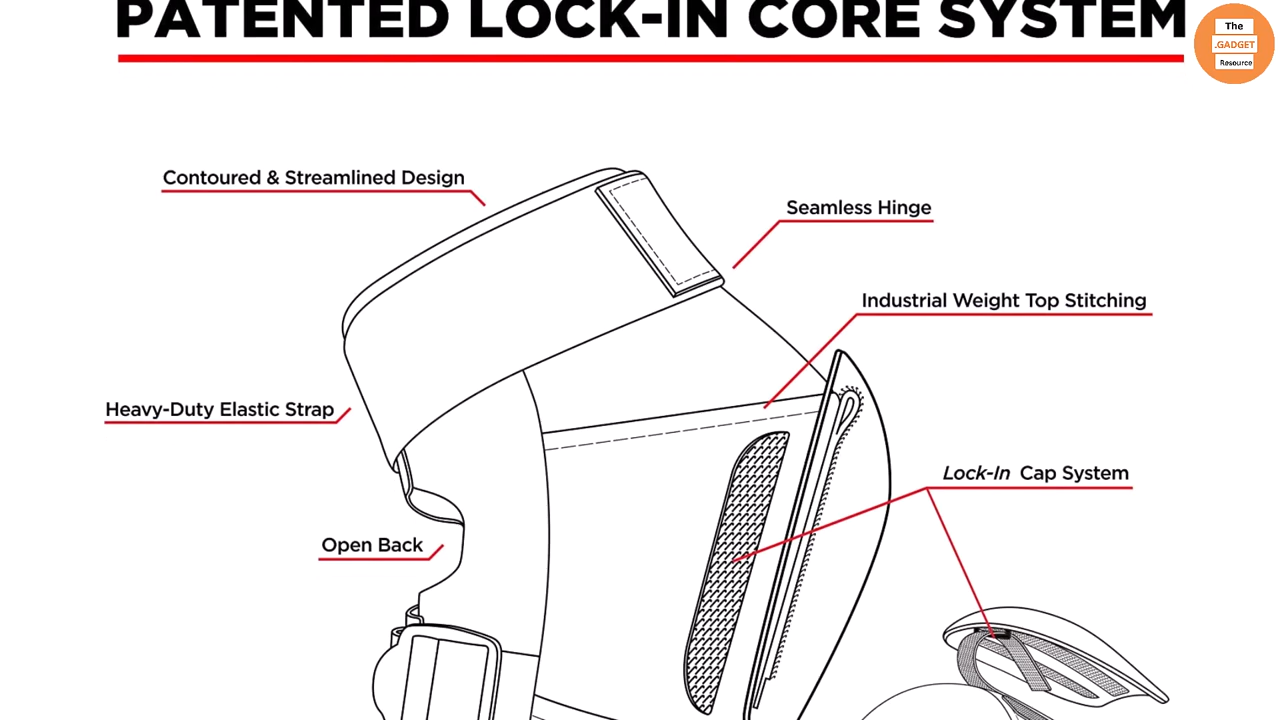 PATENTED LOCK-IN CORE SYSTEM
The
.GADGET
Resource
Contoured & Streamlined Design
Seamless Hinge
Industrial Weight Top Stitching
Heavy-Duty Elastic Strap
Lock-In Cap System
Open Back